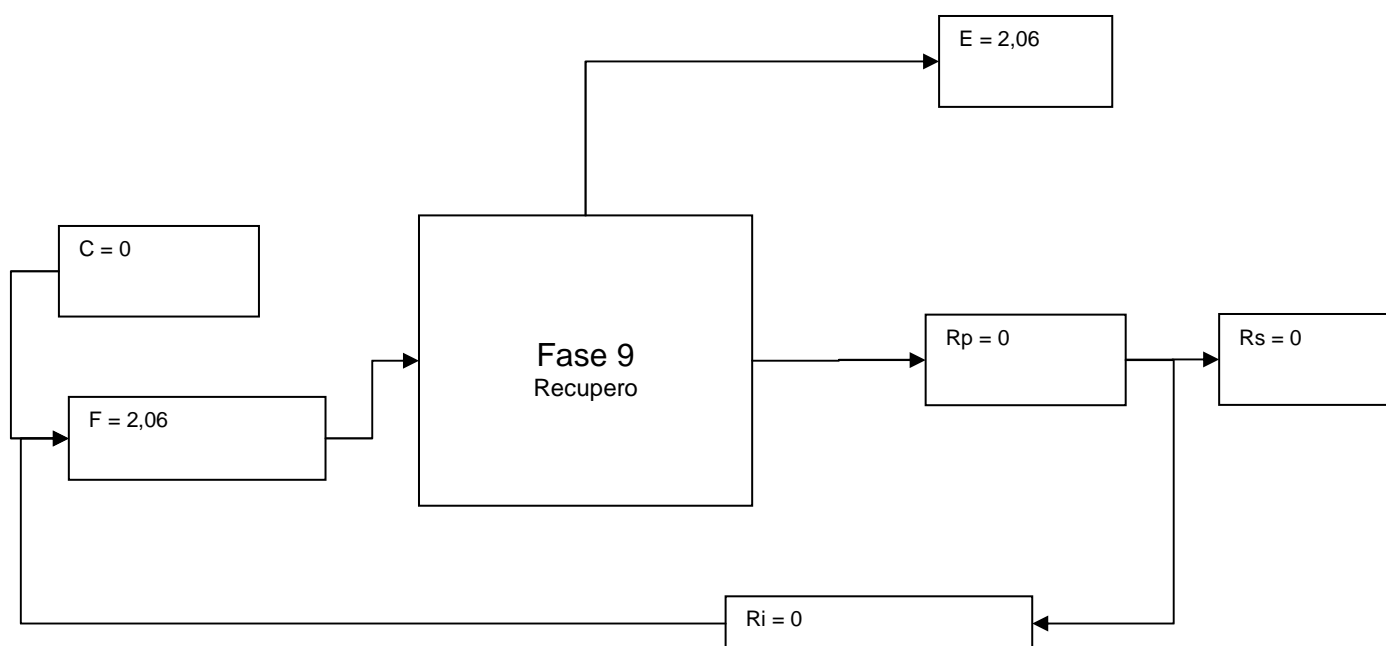 E = 2,06
C = 0
Fase 9
Recupero
Rp = 0
Rs = 0
F = 2,06
Ri = 0